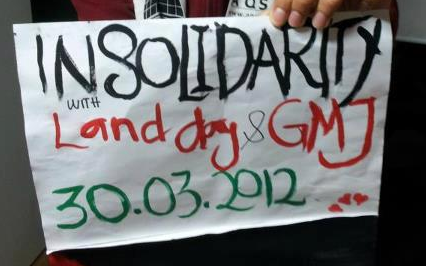 INSOLIDARITY
WITH
Land day & GMJ
30.03.2012